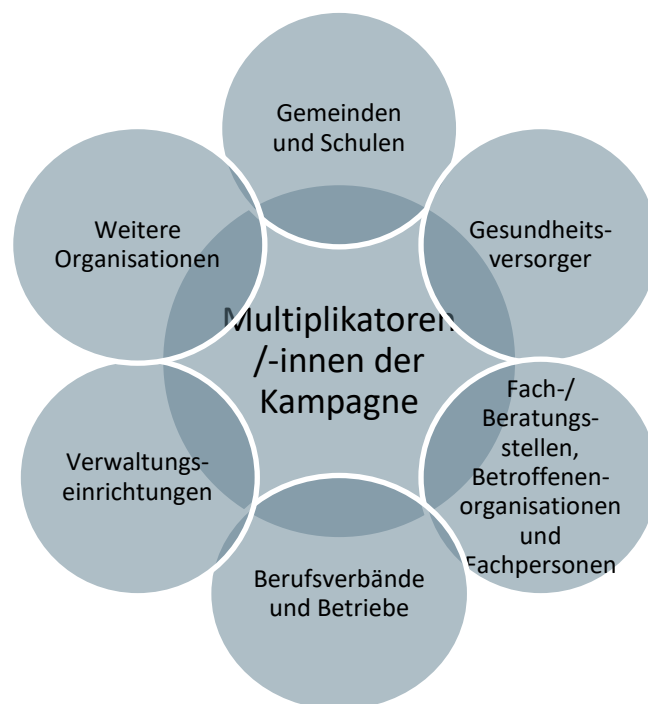 Gemeinden
und Schulen
Gesundheits-
versorger
Fach-/
Beratungs-
stellen,
Betroffenen-
organisationen
und
Fachpersonen
Berufsverbände
und Betriebe
Verwaltungs-
einrichtungen
Weitere
Organisationen
Multiplikatoren
/-innen der
Kampagne